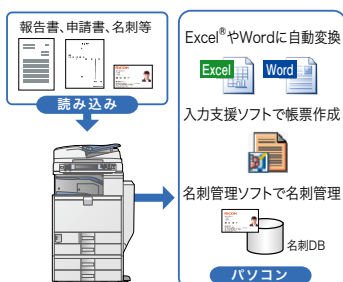 報告書、申請書、名刺等
読み込み
Excel®やWordに自動変換
Excel
Word
入力支援ソフトで帳票作成
名刺管理ソフトで名刺管理
名刺DB
パソコン